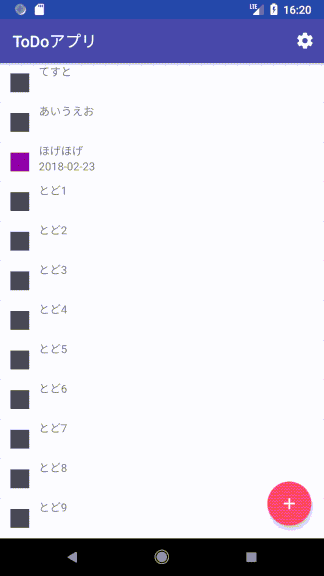 LTE 16:20
ToDoアプリ
てすと
あいうえお
ほげほげ
2018-02-23
とど1
とど2
とど3
とど4
とど5
とど6
とど7
とど8
とど9
+